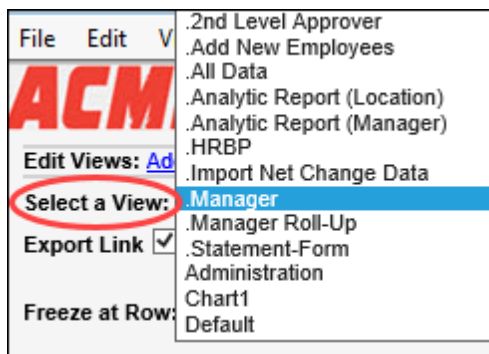 File Edit
ACM
Edit Views: Ad
Select a View:
Export Link
Freeze at Row:
.2nd Level Approver
.Add New Employees
.All Data
.Analytic Report (Location)
.Analytic Report (Manager)
.HRBP
.Import Net Change Data
.Manager
.Manager Roll-Up
.Statement-Form
Administration
Chart1
Default